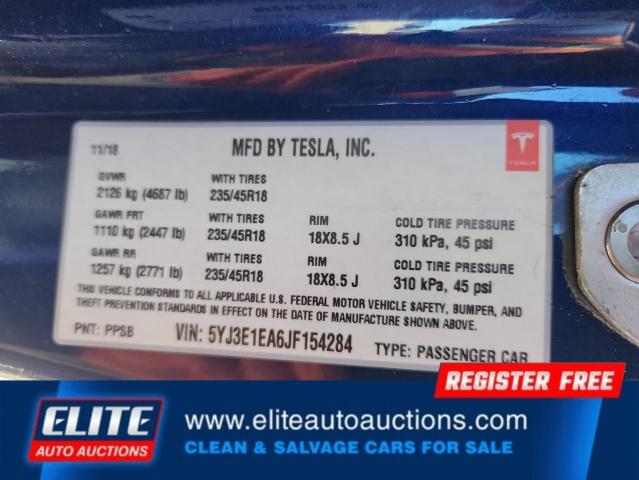 11/18
MFD BY TESLA, INC.
TESLA
GVWR WITH TIRES
2126 kg (4687 lb) 235/45R18
GAWR FRT WITH TIRES RIM COLD TIRE PRESSURE
1110 kg (2447 lb) 235/45R18 18X8.5 J 310 kPa, 45 psi
GAWR RR WITH TIRES RIM COLD TIRE PRESSURE
1257 kg (2771 lb) 235/45R18 18X8.5 J 310 kPa, 45 psi
THIS VEHICLE CONFORMS TO ALL APPLICABLE U.S. FEDERAL MOTOR VEHICLE SAFETY, BUMPER, AND
THEFT PREVENTION STANDARDS IN EFFECT ON THE DATE OF MANUFACTURE SHOWN ABOVE.
PNT: PPSB VIN: 5YJ3E1EA6JF154284 TYPE: PASSENGER CAR
REGISTER FREE
ELITE
AUTO AUCTIONS
www.eliteautoauctions.com
CLEAN & SALVAGE CARS FOR SALE